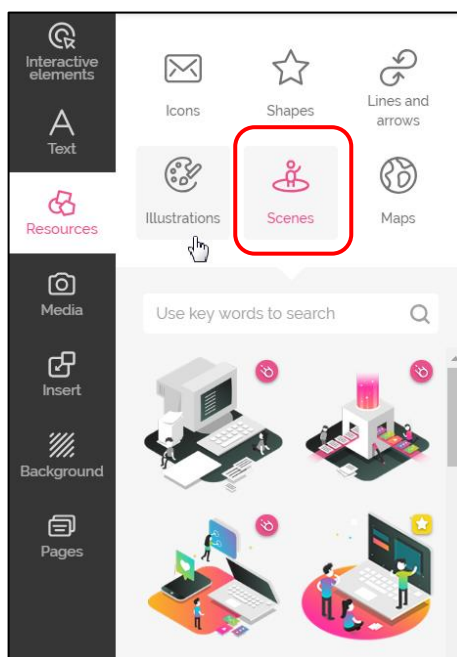 Interactive
elements
Text
Resources
Media
Insert
Background
Pages
Icons
Shapes
Lines and
arrows
Illustrations
Scenes
Maps
Use key words to search